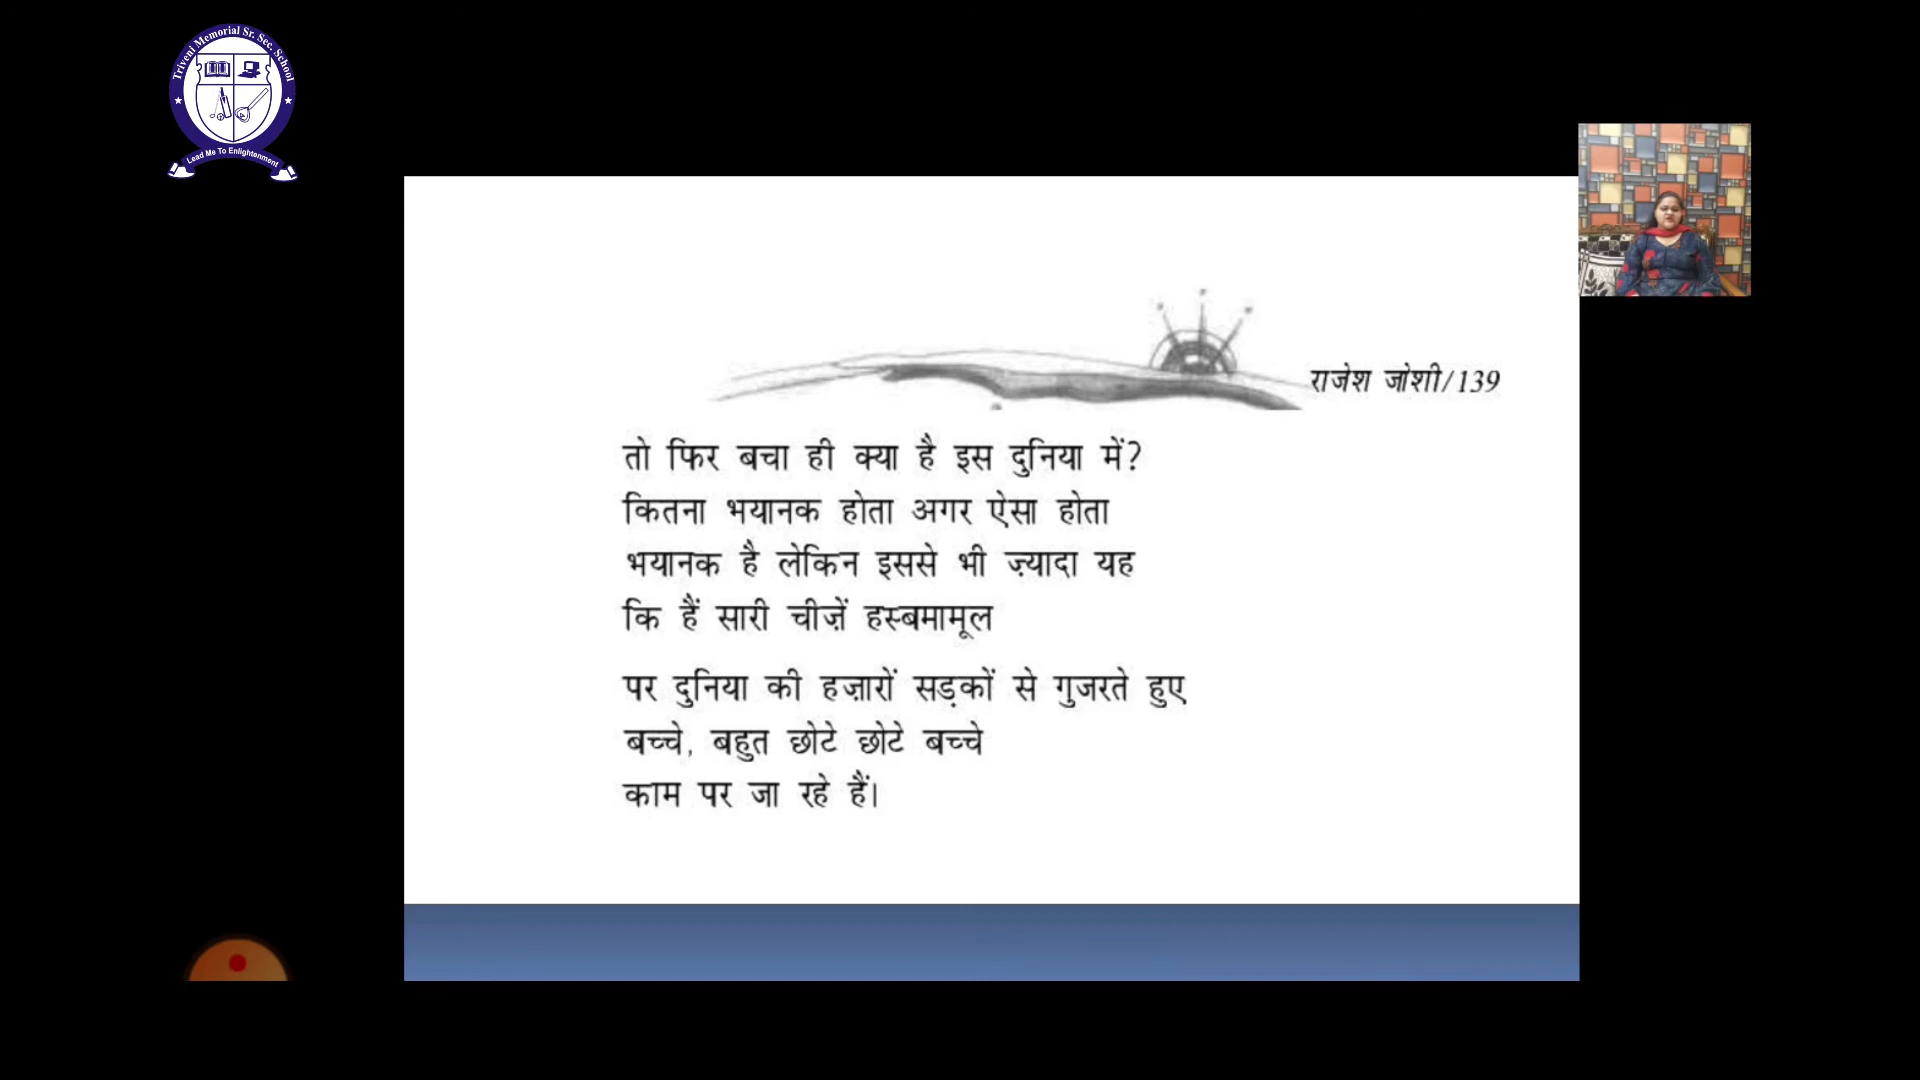 Triveni Memorial Sr. Sec. School
Lead Me To Enlightenment
राजेश जोशी/139
तो फिर बचा ही क्या है इस दुनिया में?
कितना भयानक होता अगर ऐसा होता
भयानक है लेकिन इससे भी ज़्यादा यह
कि हैं सारी चीज़ें हस्बमामूल
पर दुनिया की हज़ारों सड़कों से गुजरते हुए
बच्चे, बहुत छोटे छोटे बच्चे
काम पर जा रहे हैं।